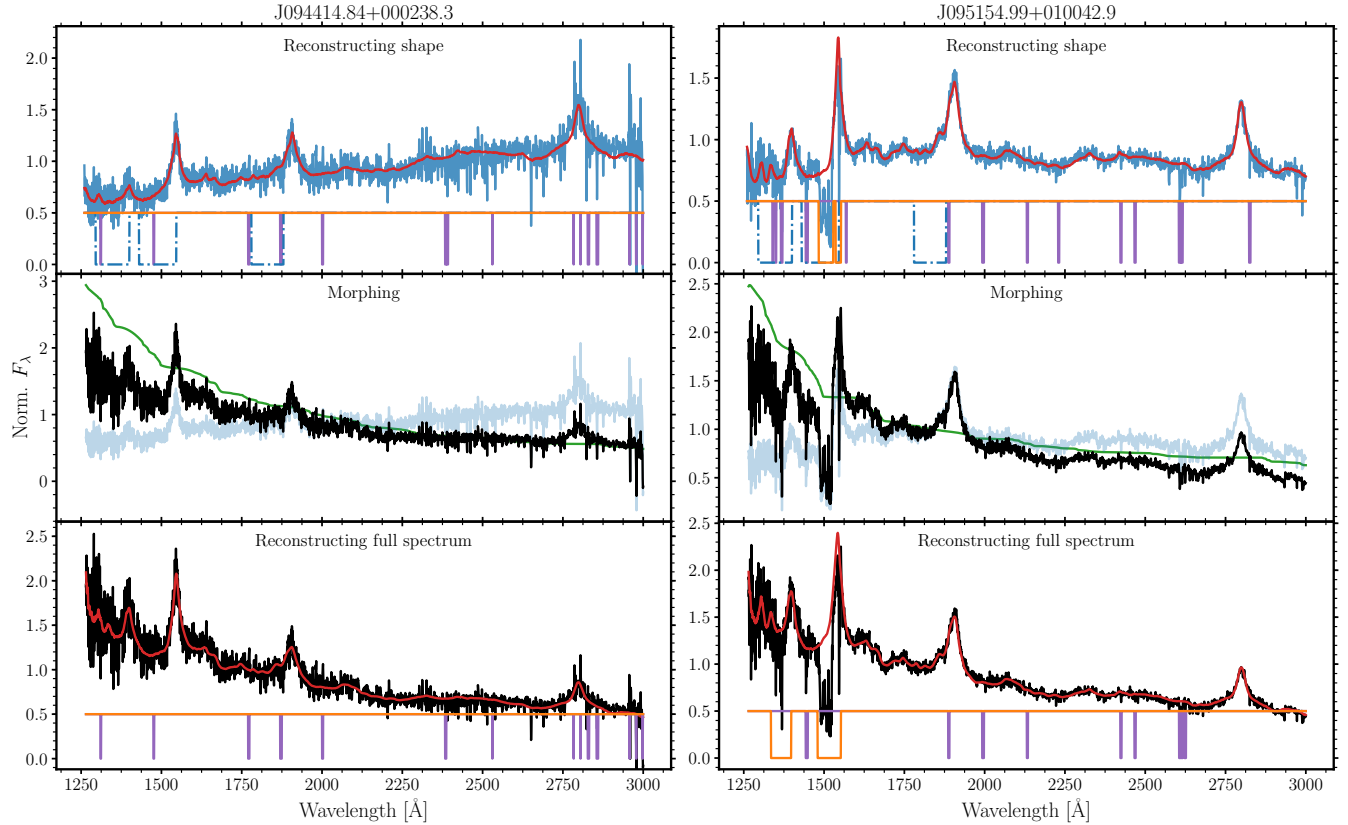 J094414.84+000238.3
J095154.99+010042.9
Reconstructing shape
Reconstructing shape
2.0
1.5
1.0
0.5
0.0
1.5
1.0
0.5
0.0
Morphing
Morphing
Norm. F_λ
3
2
1
0
2.5
2.0
1.5
1.0
0.5
Reconstructing full spectrum
Reconstructing full spectrum
2.5
2.0
1.5
1.0
0.5
0.0
2.5
2.0
1.5
1.0
0.5
0.0
1250 1500 1750 2000 2250 2500 2750 3000
1250 1500 1750 2000 2250 2500 2750 3000
Wavelength [Å]
Wavelength [Å]